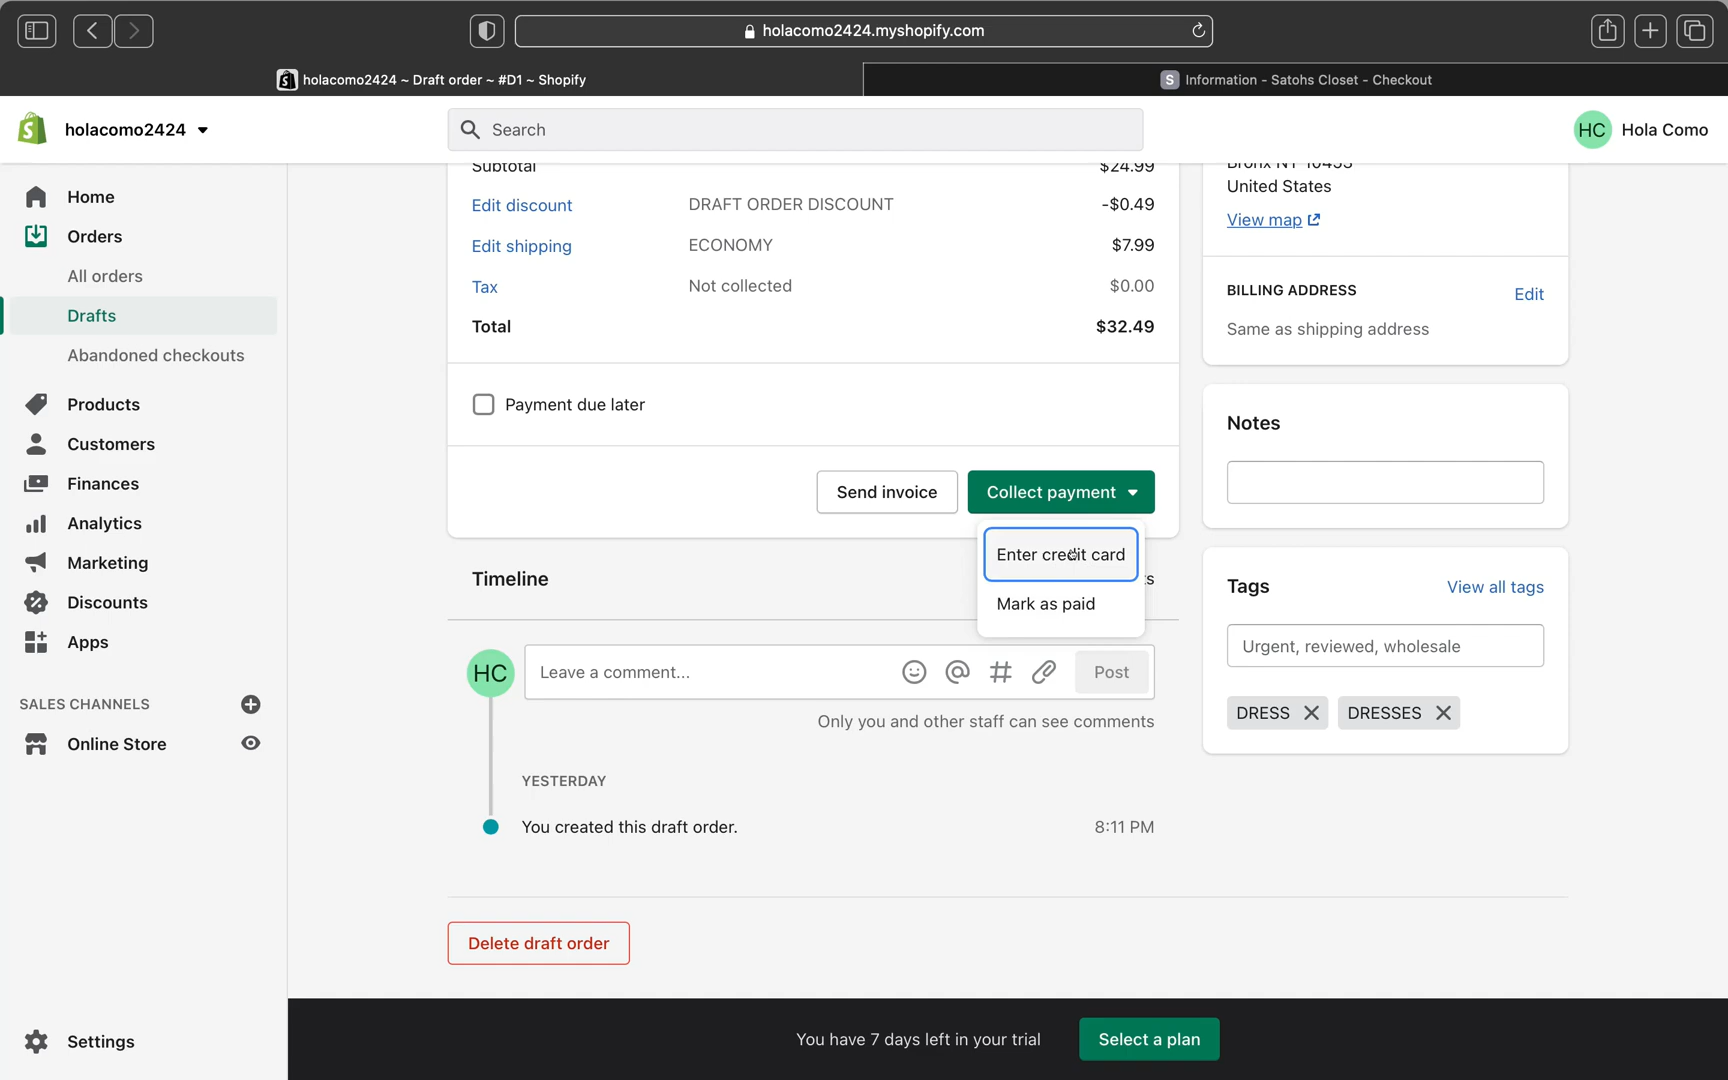 holacomo2424.myshopify.com
holacomo2424 ~ Draft order ~ #D1 ~ Shopify
S Information - Satohs Closet - Checkout
holacomo2424
Search
HC Hola Como
Home
Orders
All orders
Drafts
Abandoned checkouts
Products
Customers
Finances
Analytics
Marketing
Discounts
Apps
SALES CHANNELS
Online Store
Settings
Subtotal $24.99
Edit discount DRAFT ORDER DISCOUNT -$0.49
Edit shipping ECONOMY $7.99
Tax Not collected $0.00
Total $32.49
Payment due later
Send invoice Collect payment
Enter credit card
Mark as paid
Timeline
HC Leave a comment... Post
Only you and other staff can see comments
YESTERDAY
You created this draft order. 8:11 PM
Delete draft order
United States
View map
BILLING ADDRESS Edit
Same as shipping address
Notes
Tags View all tags
Urgent, reviewed, wholesale
DRESS DRESSES
You have 7 days left in your trial Select a plan